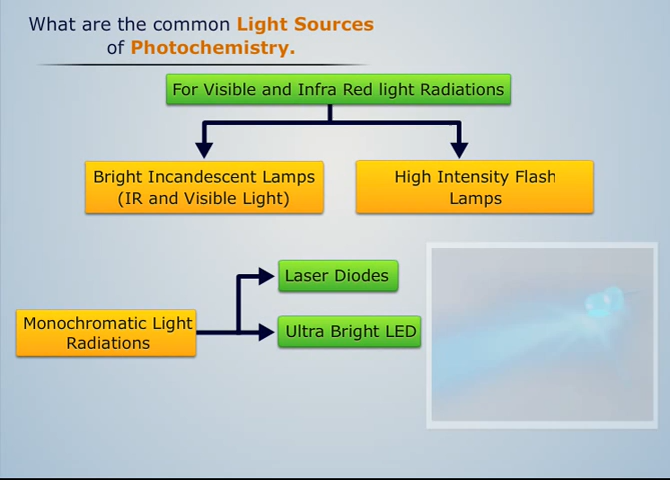 What are the common Light Sources
of Photochemistry.
For Visible and Infra Red light Radiations
Bright Incandescent Lamps
(IR and Visible Light)
High Intensity Flash
Lamps
Laser Diodes
Monochromatic Light
Radiations
Ultra Bright LED